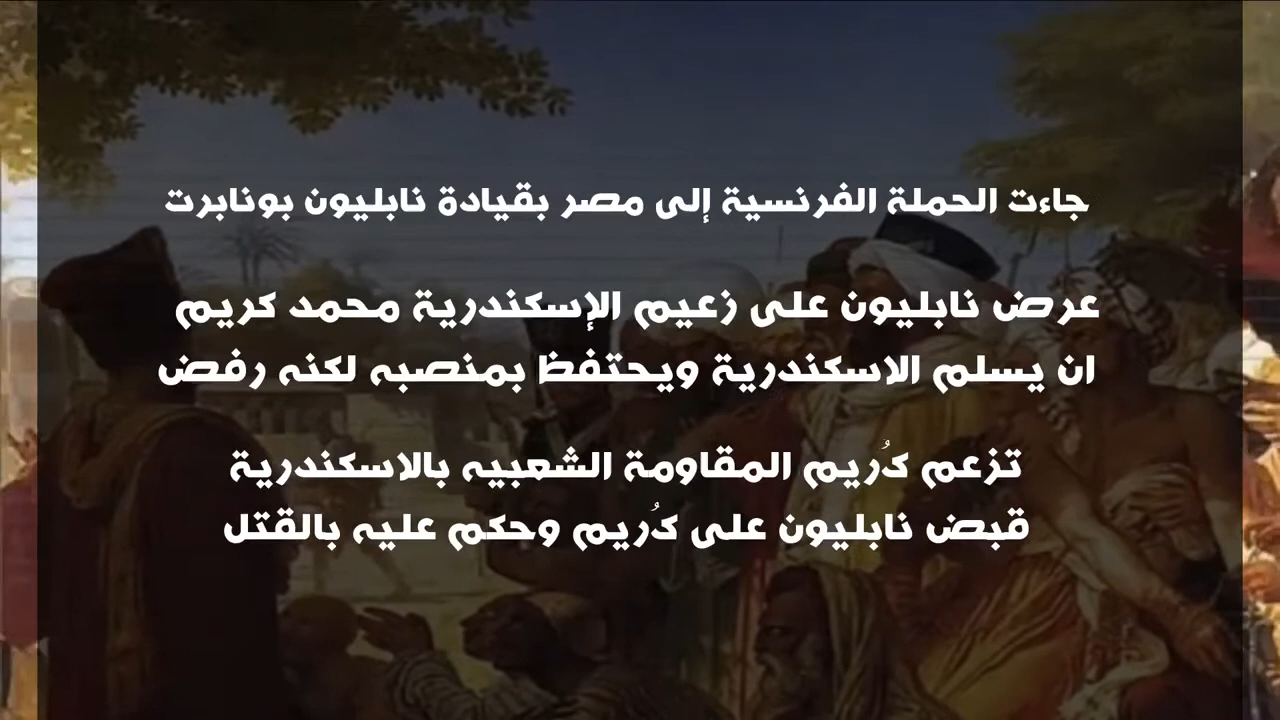 جاءت الحملة الفرنسية إلى مصر بقيادة نابليون بونابرت
عرض نابليون على زعيم الإسكندرية محمد كريم
ان يسلم الاسكندرية ويحتفظ بمنصبه لكنه رفض
تزعم كُريم المقاومة الشعبيه بالاسكندرية
قبض نابليون على كُريم وحكم عليه بالقتل